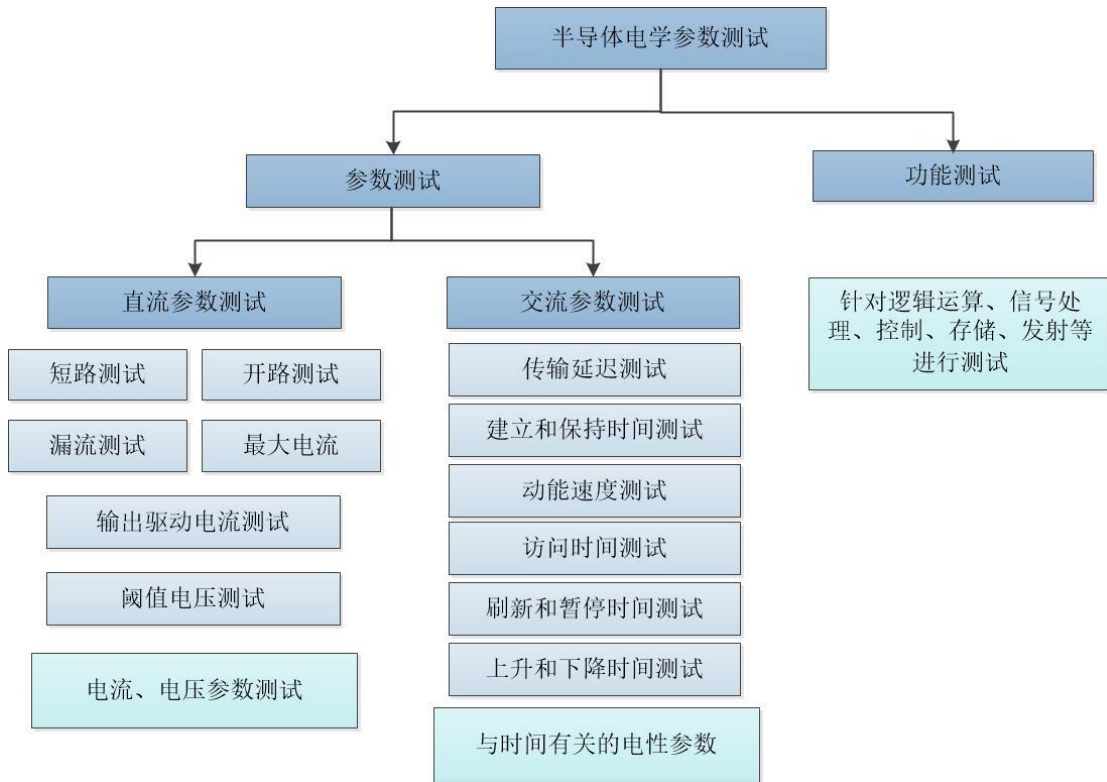 半导体电学参数测试
参数测试
功能测试
直流参数测试
交流参数测试
针对逻辑运算、信号处
理、控制、存储、发射等
进行测试
短路测试
开路测试
漏流测试
最大电流
输出驱动电流测试
阈值电压测试
电流、电压参数测试
传输延迟测试
建立和保持时间测试
动能速度测试
访问时间测试
刷新和暂停时间测试
上升和下降时间测试
与时间有关的电性参数